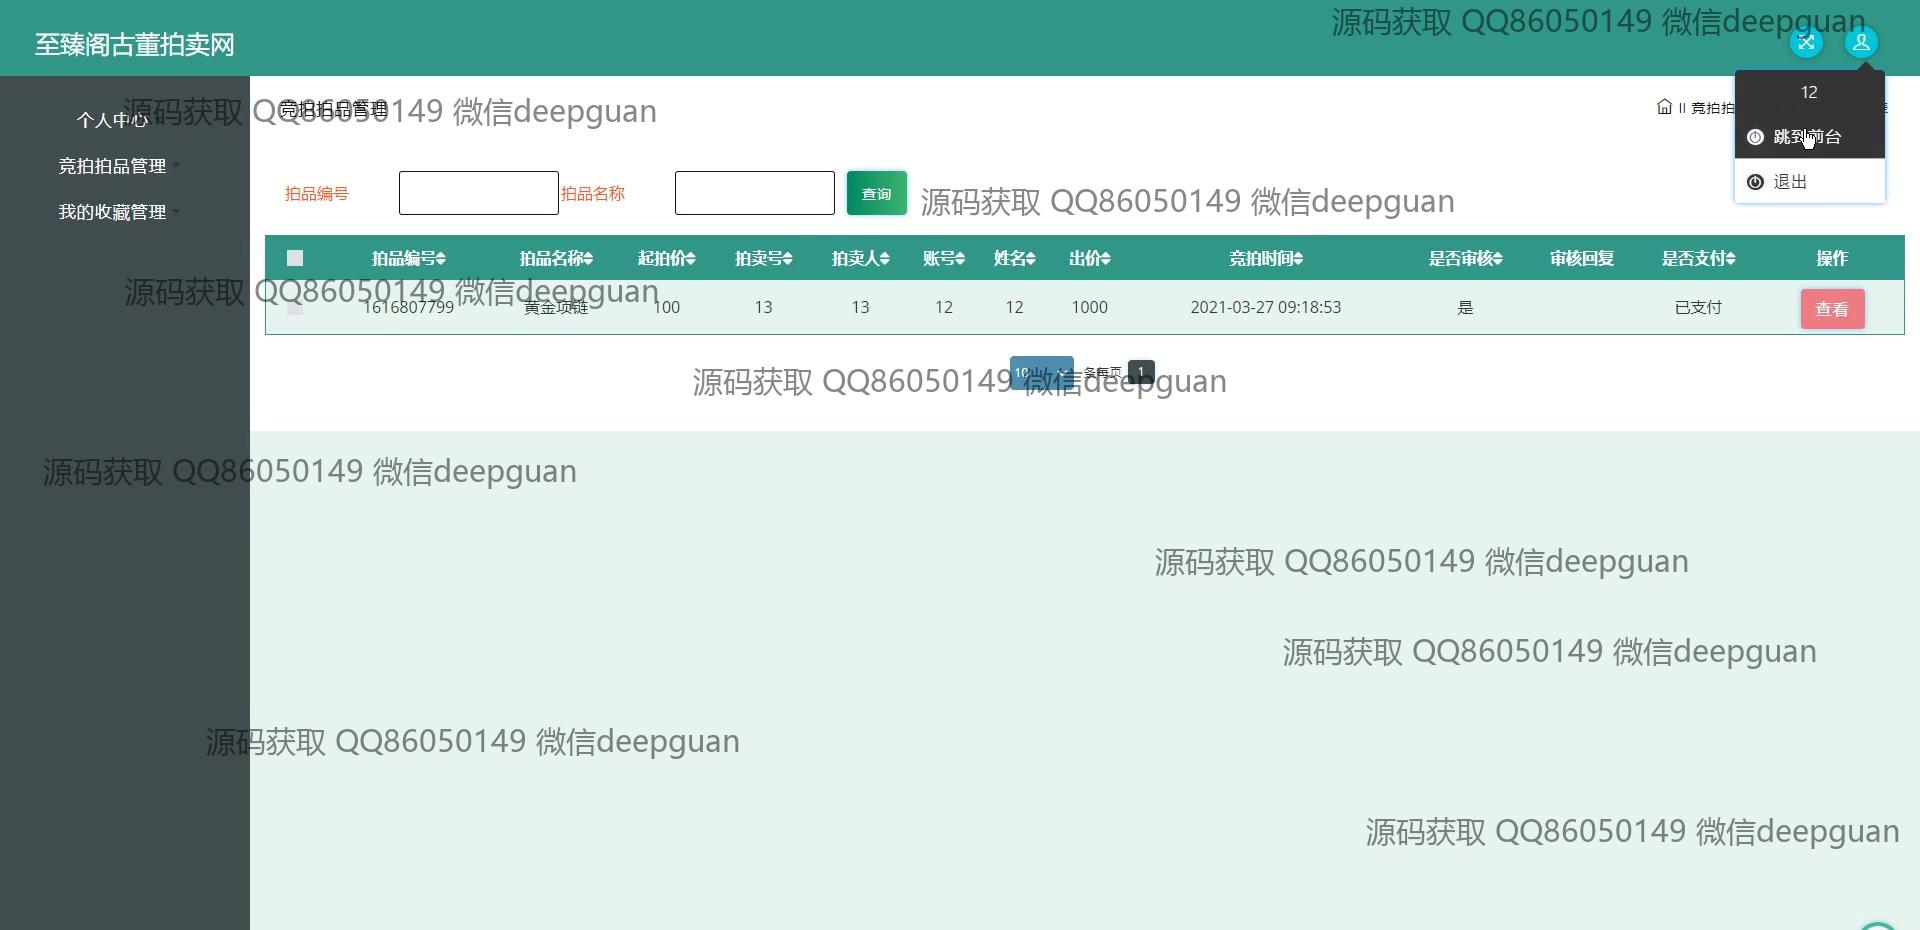 源码获取 QQ86050149 微信deepguan
至臻阁古董拍卖网
12
跳到前台
退出
个人中心
竞拍拍品管理
我的收藏管理
源码获取 QQ86050149 微信deepguan
竞拍拍品管理
II 竞拍拍
拍品编号
拍品名称
查询
源码获取 QQ86050149 微信deepguan
拍品编号 拍品名称 起拍价 拍卖号 拍卖人 账号 姓名 出价 竞拍时间 是否审核 审核回复 是否支付 操作
源码获取 QQ86050149 微信deepguan
1616807799 黄金项链 100 13 13 12 12 1000 2021-03-27 09:18:53 是 已支付 查看
10 条每页 1
源码获取 QQ86050149 微信deepguan
源码获取 QQ86050149 微信deepguan
源码获取 QQ86050149 微信deepguan
源码获取 QQ86050149 微信deepguan
源码获取 QQ86050149 微信deepguan
源码获取 QQ86050149 微信deepguan